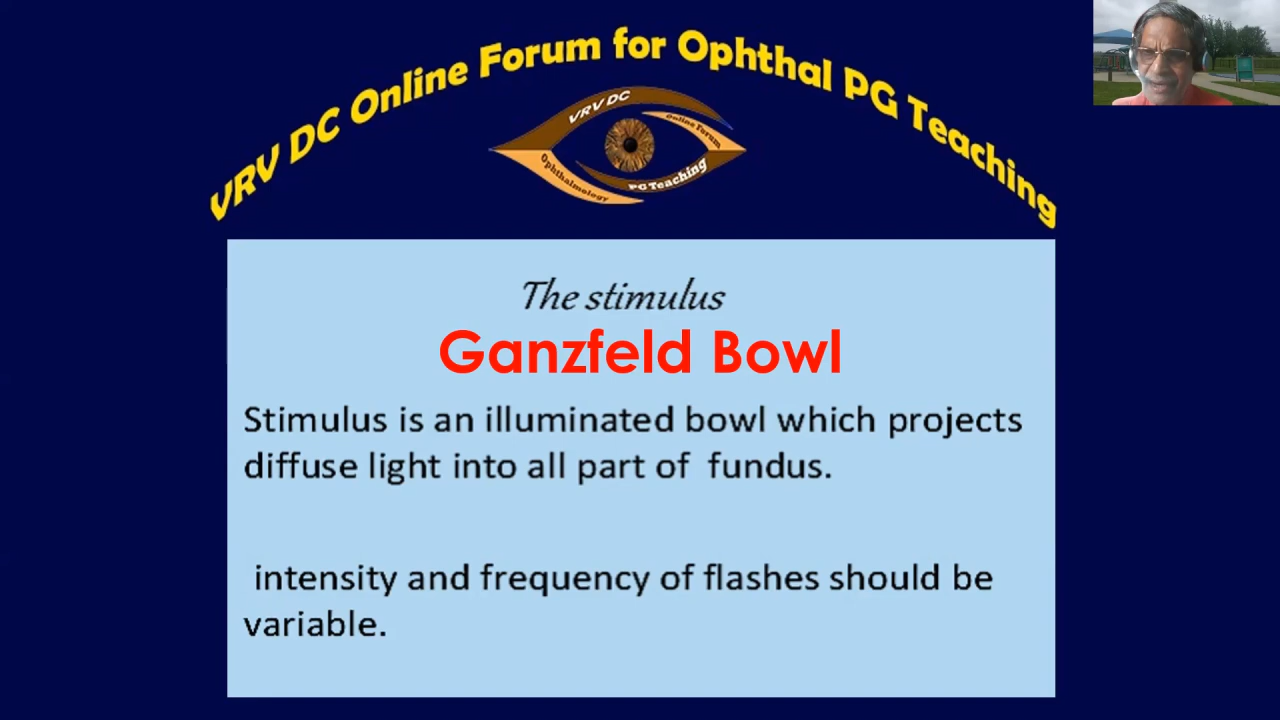 VRV DC Online Forum for Ophthal PG Teaching
VRV DC
Online Forum
Ophthalmology
PG Teaching
The stimulus
Ganzfeld Bowl
Stimulus is an illuminated bowl which projects
diffuse light into all part of fundus.
intensity and frequency of flashes should be
variable.